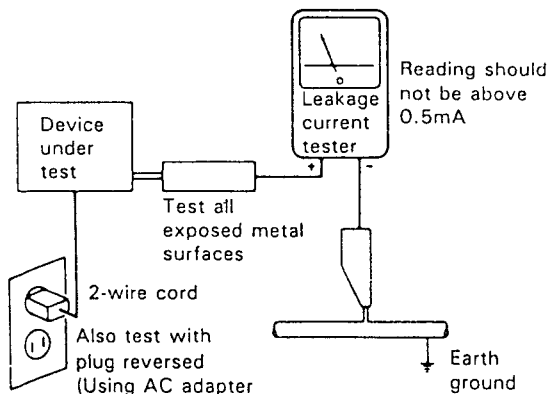 Device
under
test
Leakage
current
tester
+ -
Reading should
not be above
0.5mA
Test all
exposed metal
surfaces
2-wire cord
Also test with
plug reversed
(Using AC adapter
Earth
ground